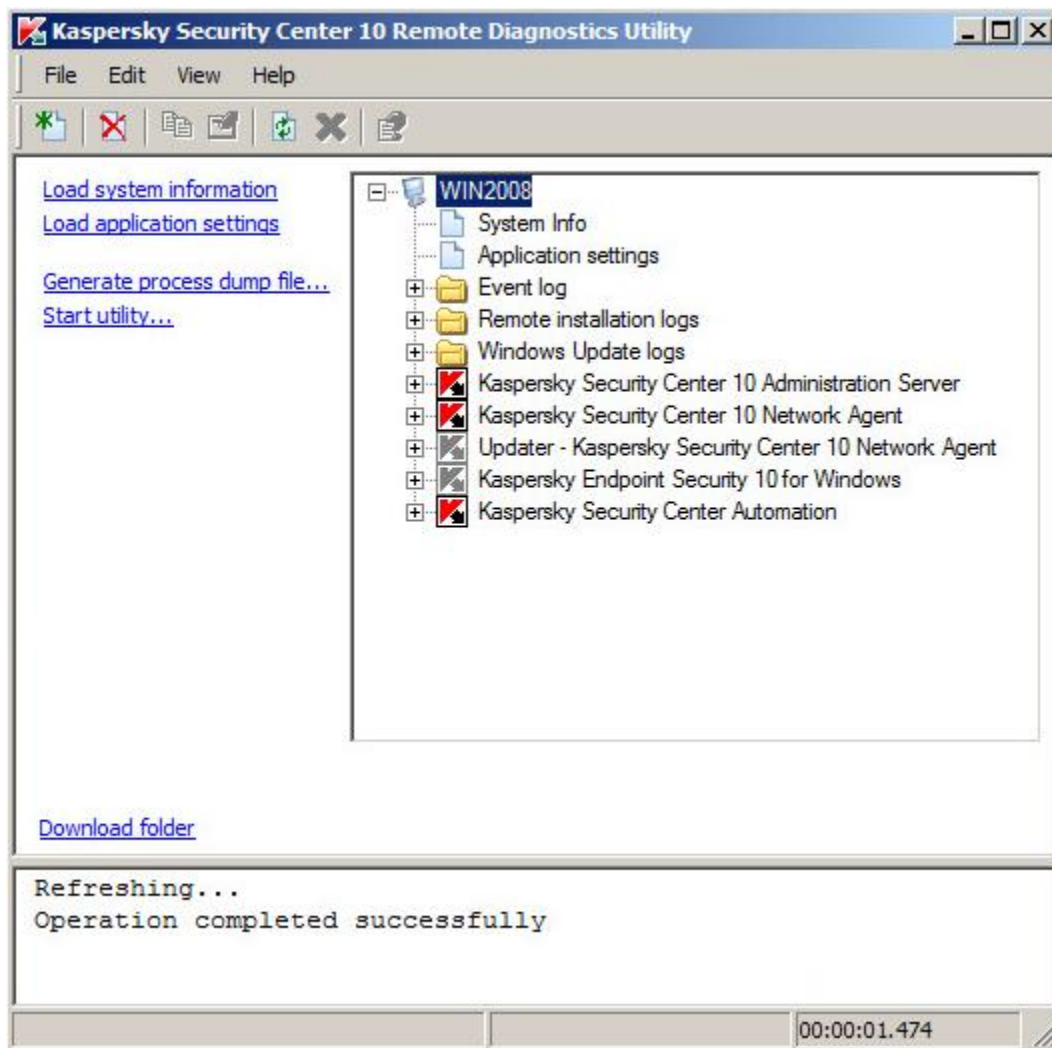 Kaspersky Security Center 10 Remote Diagnostics Utility
File Edit View Help
Load system information
Load application settings
Generate process dump file...
Start utility...
WIN2008
System Info
Application settings
Event log
Remote installation logs
Windows Update logs
Kaspersky Security Center 10 Administration Server
Kaspersky Security Center 10 Network Agent
Updater - Kaspersky Security Center 10 Network Agent
Kaspersky Endpoint Security 10 for Windows
Kaspersky Security Center Automation
Download folder
Refreshing...
Operation completed successfully
00:00:01.474